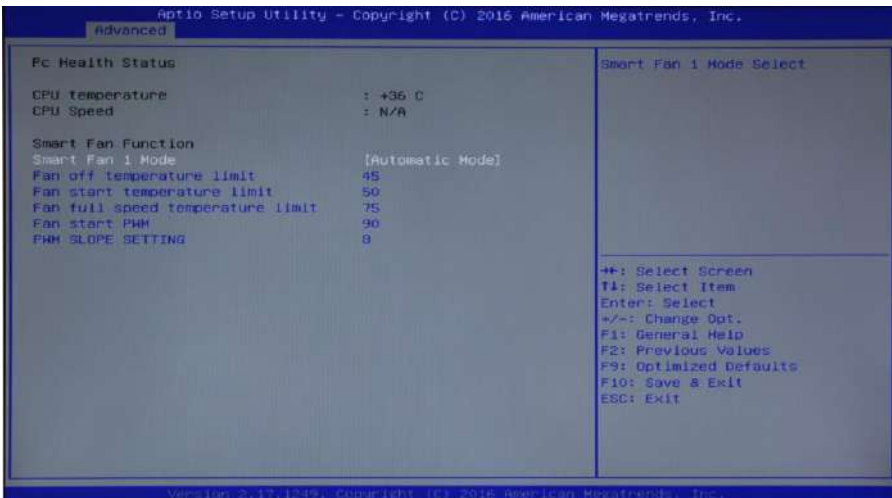 Aptio Setup Utility - Copyright (C) 2016 American Megatrends, Inc.
Advanced
Pc Health Status
CPU temperature : +36 C
CPU Speed : N/A
Smart Fan Function
Smart Fan 1 Mode [Automatic Mode]
Fan off temperature limit 45
Fan start temperature limit 50
Fan full speed temperature limit 75
Fan start PWM 90
PWM SLOPE SETTING 8
Smart Fan 1 Mode Select
→←: Select Screen
↑↓: Select Item
Enter: Select
+/-: Change Opt.
F1: General Help
F2: Previous Values
F9: Optimized Defaults
F10: Save & Exit
ESC: Exit
Version 2.17.1249. Copyright (C) 2016 American Megatrends, Inc.